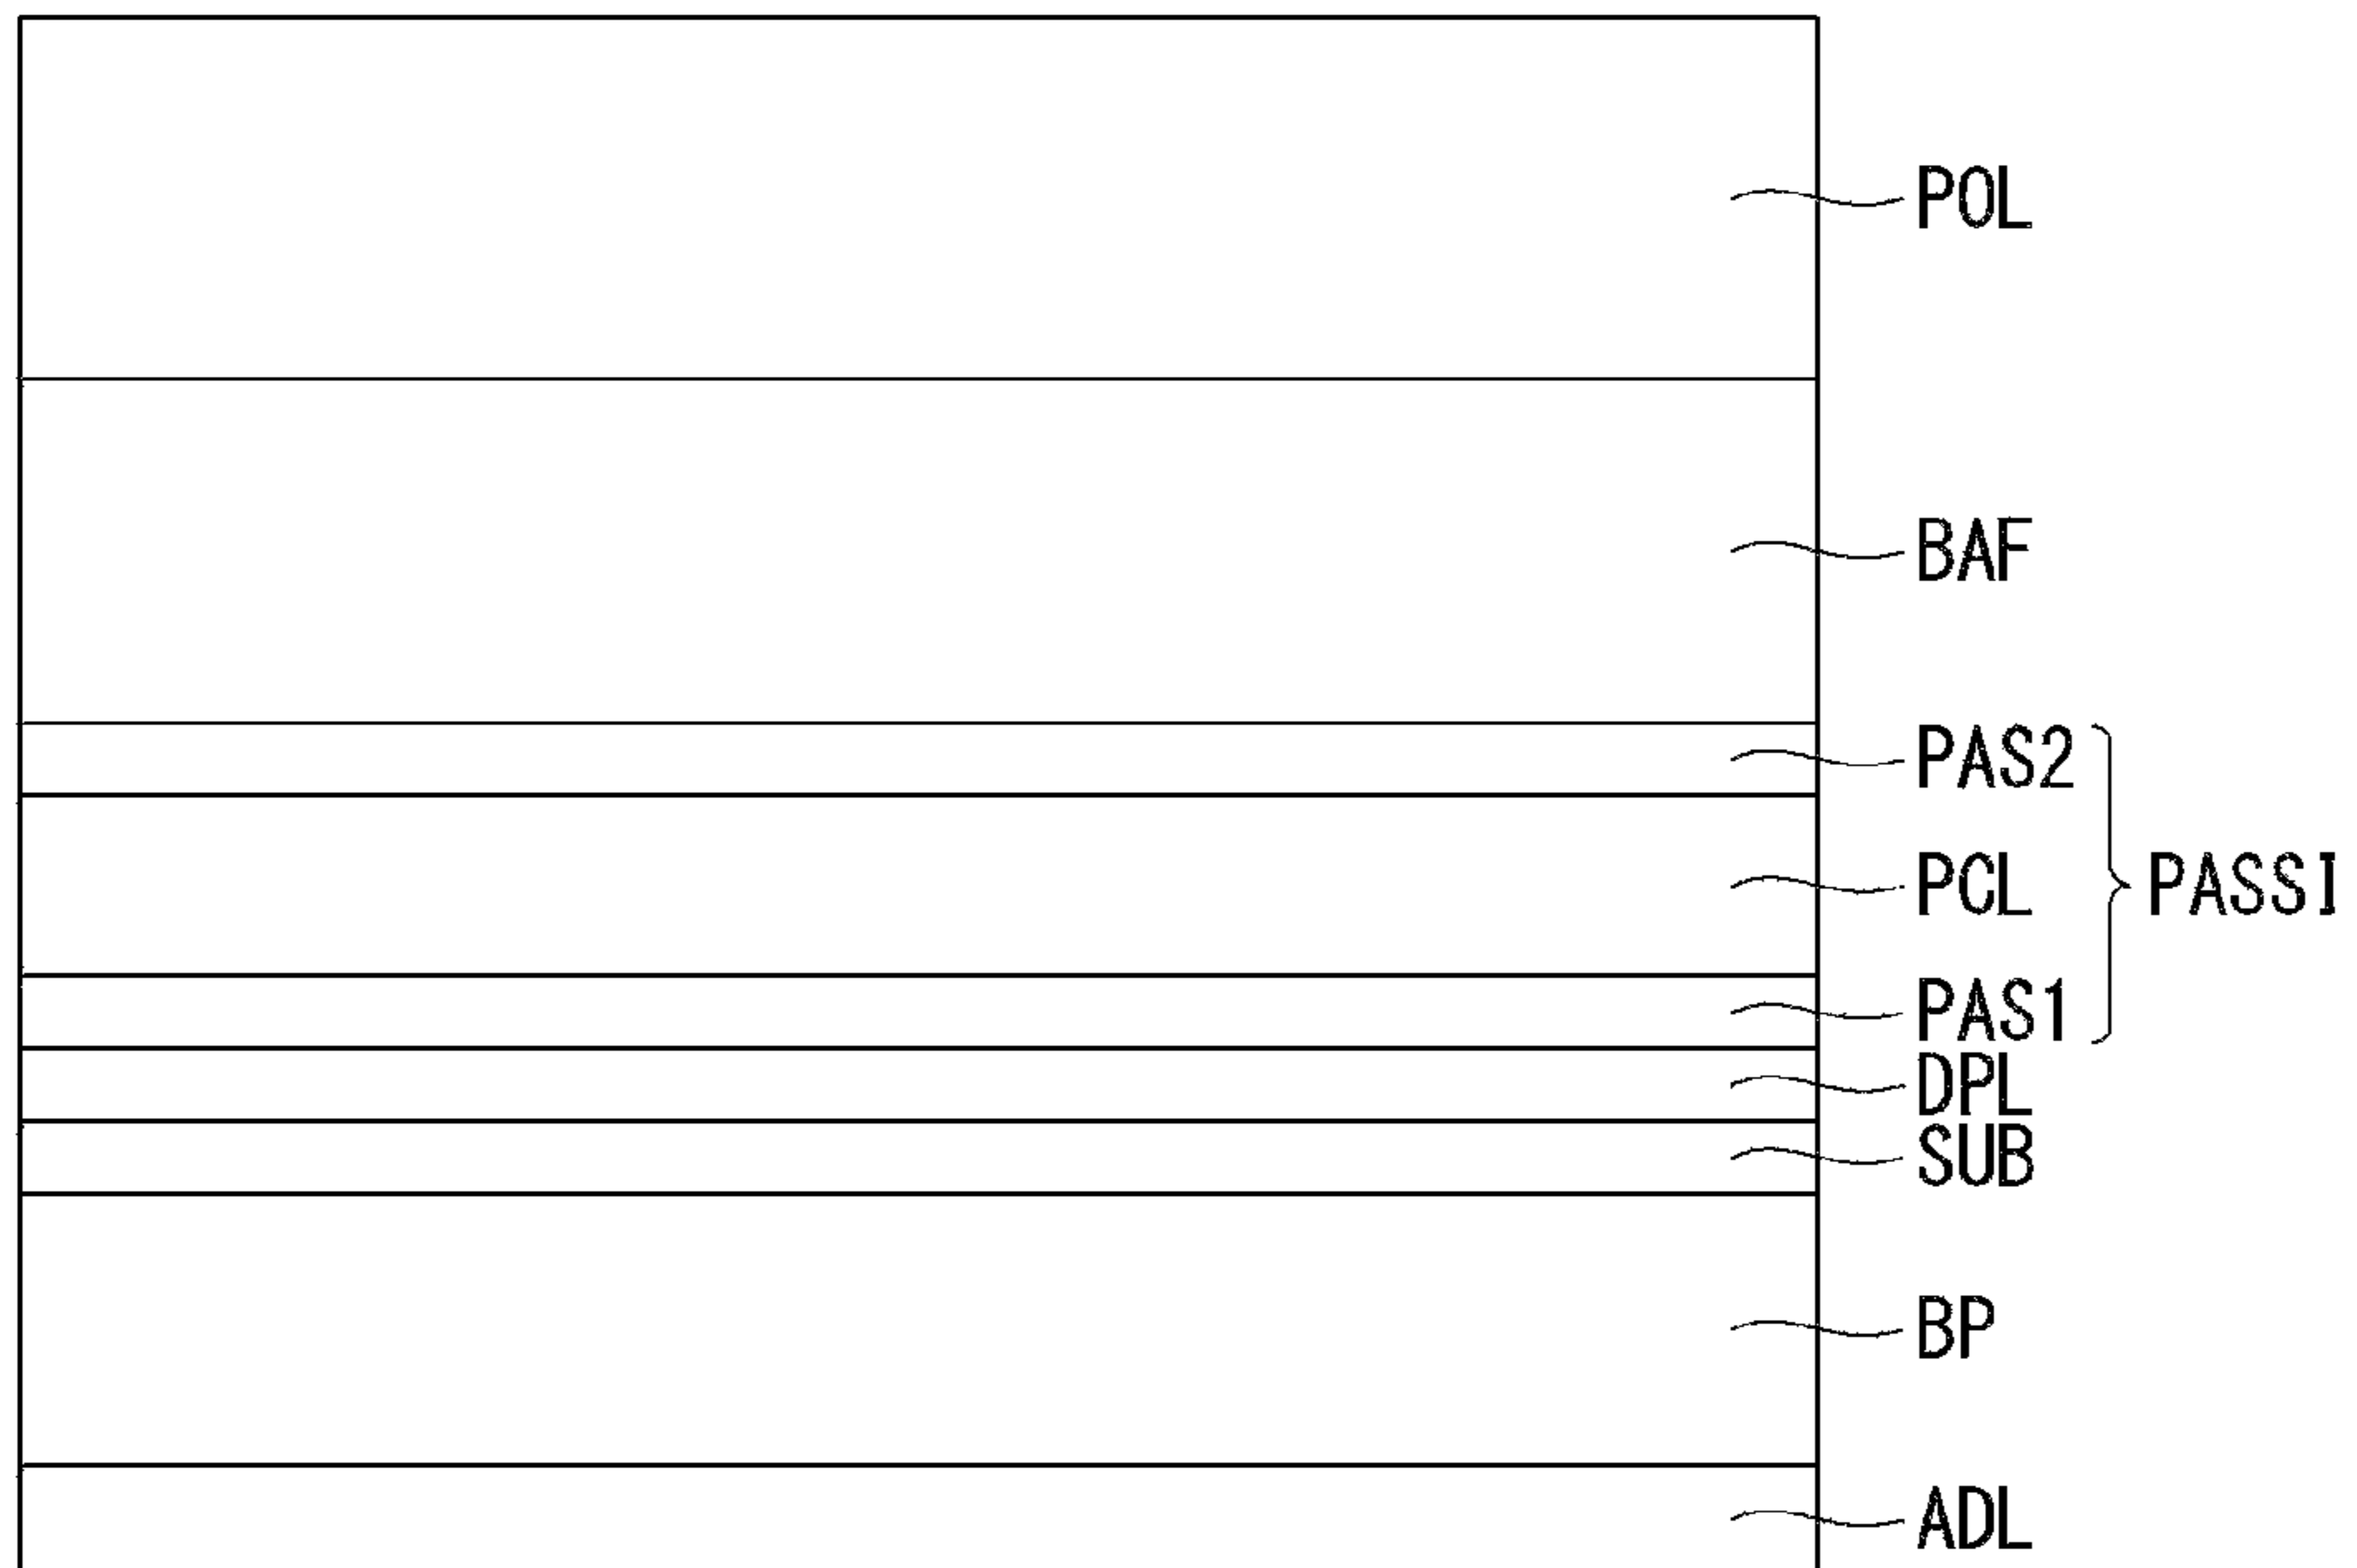 POL
BAF
PAS2
PCL
PASSI
PAS1
DPL
SUB
BP
ADL